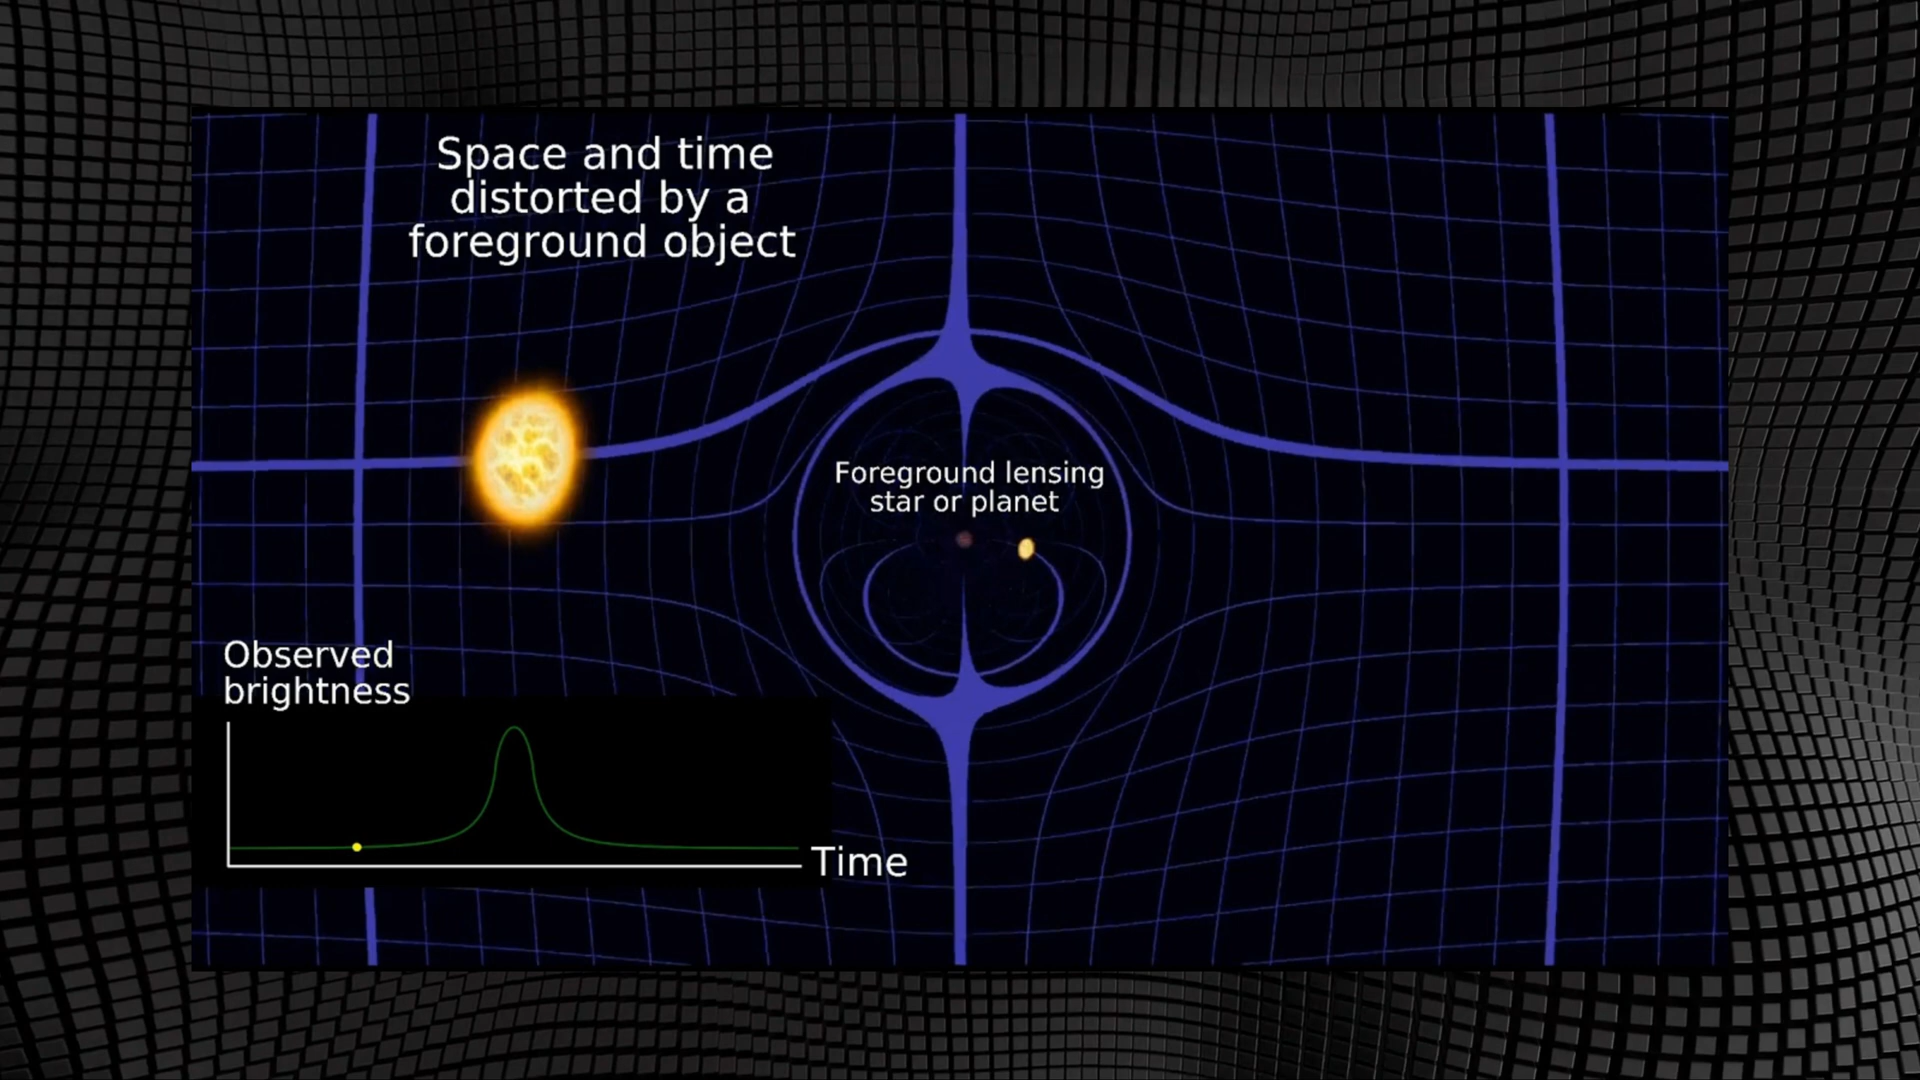 Space and time
distorted by a
foreground object
Foreground lensing
star or planet
Observed
brightness
Time